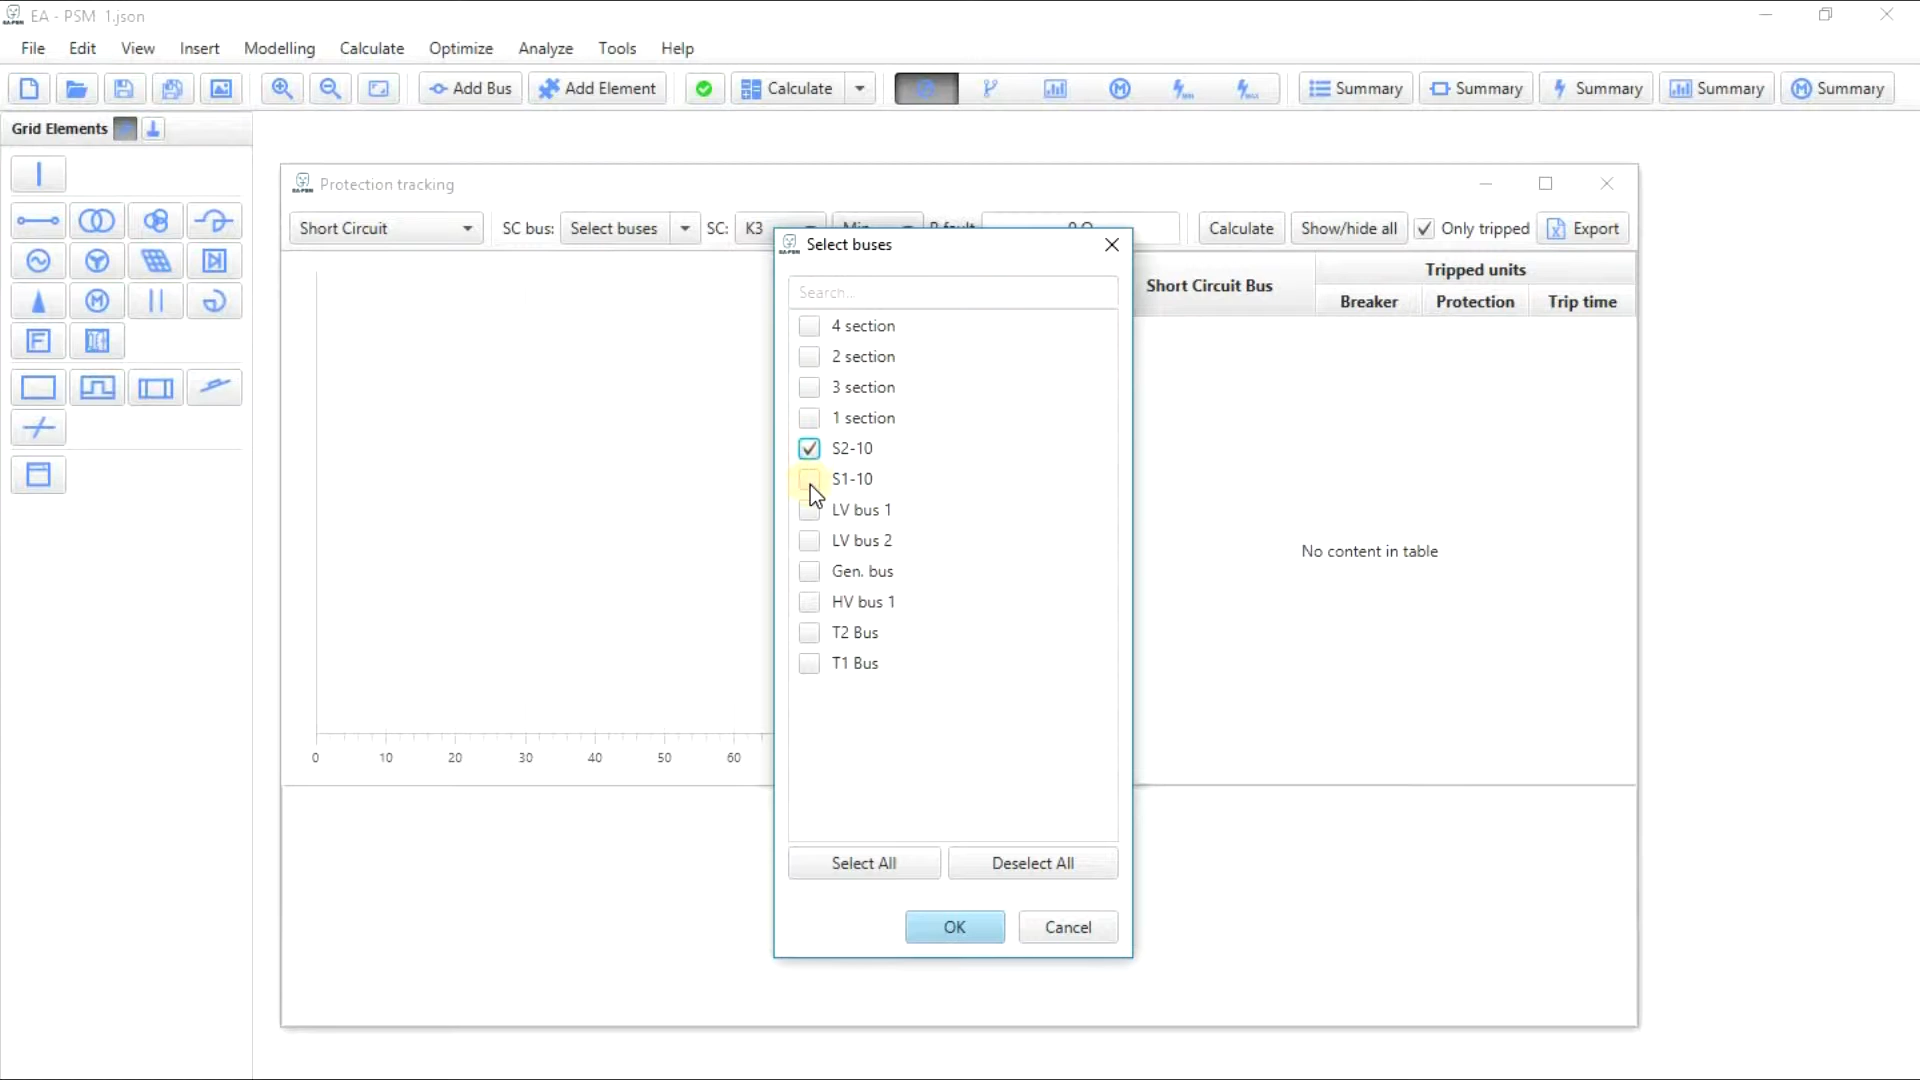 EA - PSM 1.json
File Edit View Insert Modelling Calculate Optimize Analyze Tools Help
Add Bus Add Element Calculate Summary Summary Summary Summary Summary
Grid Elements
Protection tracking
Short Circuit SC bus: Select buses SC: K3 Calculate Show/hide all Only tripped Export
Select buses
Search...
4 section
2 section
3 section
1 section
S2-10
S1-10
LV bus 1
LV bus 2
Gen. bus
HV bus 1
T2 Bus
T1 Bus
Select All Deselect All
OK Cancel
Short Circuit Bus
Tripped units
Breaker Protection Trip time
No content in table
0 10 20 30 40 50 60